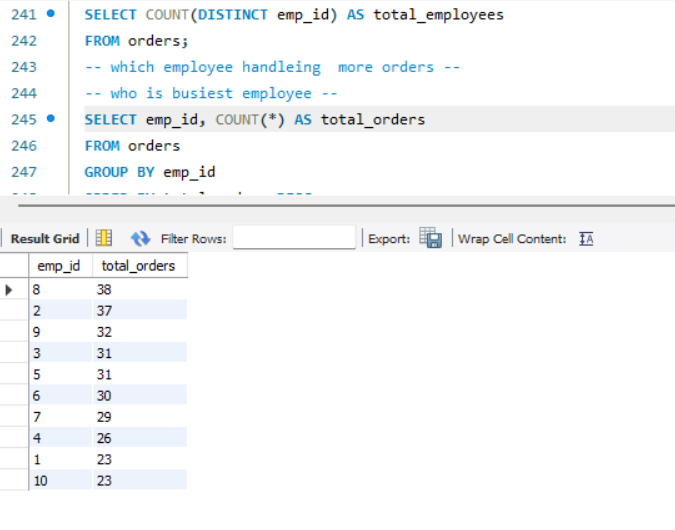 241 SELECT COUNT(DISTINCT emp_id) AS total_employees
242 FROM orders;
243 -- which employee handleing  more orders --
244 -- who is busiest employee --
245 SELECT emp_id, COUNT(*) AS total_orders
246 FROM orders
247 GROUP BY emp_id
Result Grid Filter Rows: Export: Wrap Cell Content:
emp_id total_orders
8 38
2 37
9 32
3 31
5 31
6 30
7 29
4 26
1 23
10 23